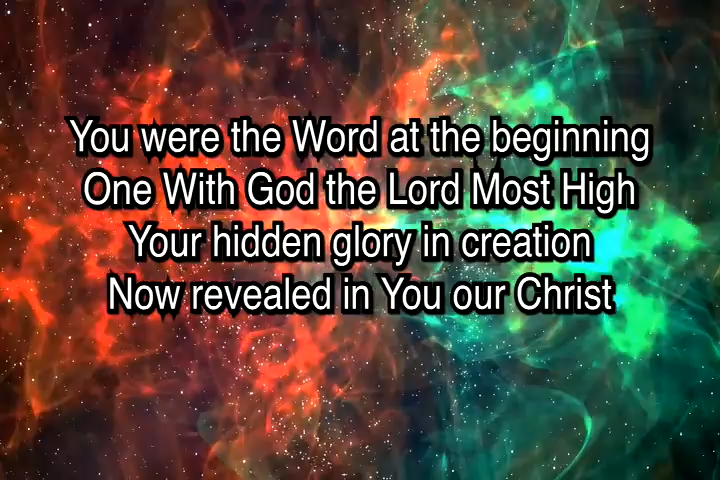 You were the Word at the beginning
One With God the Lord Most High
Your hidden glory in creation
Now revealed in You our Christ